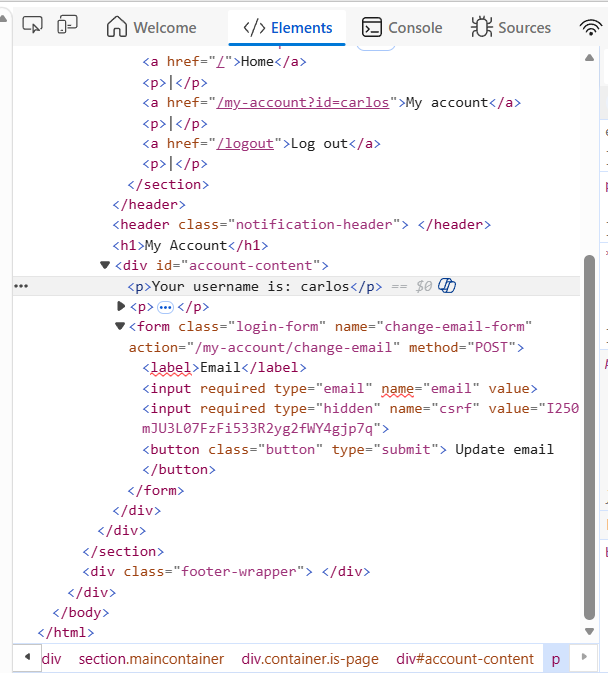 Welcome Elements Console Sources
<a href="/">Home</a>
<p>|</p>
<a href="/my-account?id=carlos">My account</a>
<p>|</p>
<a href="/logout">Log out</a>
<p>|</p>
</section>
</header>
<header class="notification-header"> </header>
<h1>My Account</h1>
<div id="account-content">
<p>Your username is: carlos</p> == $0
<p> </p>
<form class="login-form" name="change-email-form"
action="/my-account/change-email" method="POST">
<label>Email</label>
<input required type="email" name="email" value>
<input required type="hidden" name="csrf" value="I250
mJU3L07FzFi533R2yg2fWY4gjp7q">
<button class="button" type="submit"> Update email
</button>
</form>
</div>
</div>
</section>
<div class="footer-wrapper"> </div>
</div>
</body>
</html>
div section.maincontainer div.container.is-page div#account-content p